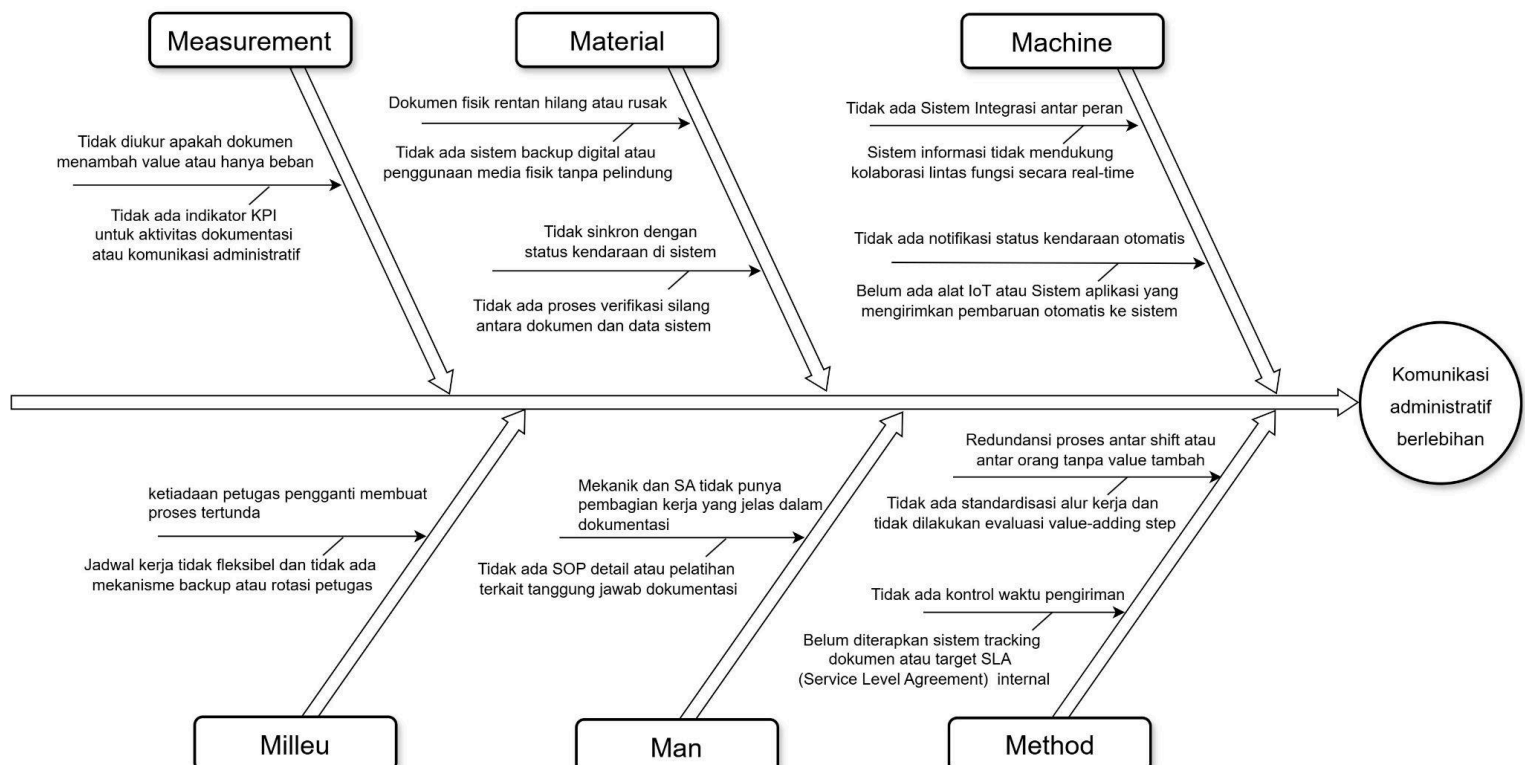 Measurement
Material
Machine
Tidak diukur apakah dokumen
menambah value atau hanya beban
Tidak ada indikator KPI
untuk aktivitas dokumentasi
atau komunikasi administratif
Dokumen fisik rentan hilang atau rusak
Tidak ada sistem backup digital atau
penggunaan media fisik tanpa pelindung
Tidak sinkron dengan
status kendaraan di sistem
Tidak ada proses verifikasi silang
antara dokumen dan data sistem
Tidak ada Sistem Integrasi antar peran
Sistem informasi tidak mendukung
kolaborasi lintas fungsi secara real-time
Tidak ada notifikasi status kendaraan otomatis
Belum ada alat IoT atau Sistem aplikasi yang
mengirimkan pembaruan otomatis ke sistem
Komunikasi
administratif
berlebihan
ketiadaan petugas pengganti membuat
proses tertunda
Jadwal kerja tidak fleksibel dan tidak ada
mekanisme backup atau rotasi petugas
Mekanik dan SA tidak punya
pembagian kerja yang jelas dalam
dokumentasi
Tidak ada SOP detail atau pelatihan
terkait tanggung jawab dokumentasi
Redundansi proses antar shift atau
antar orang tanpa value tambah
Tidak ada standardisasi alur kerja dan
tidak dilakukan evaluasi value-adding step
Tidak ada kontrol waktu pengiriman
Belum diterapkan sistem tracking
dokumen atau target SLA
(Service Level Agreement) internal
Milleu
Man
Method